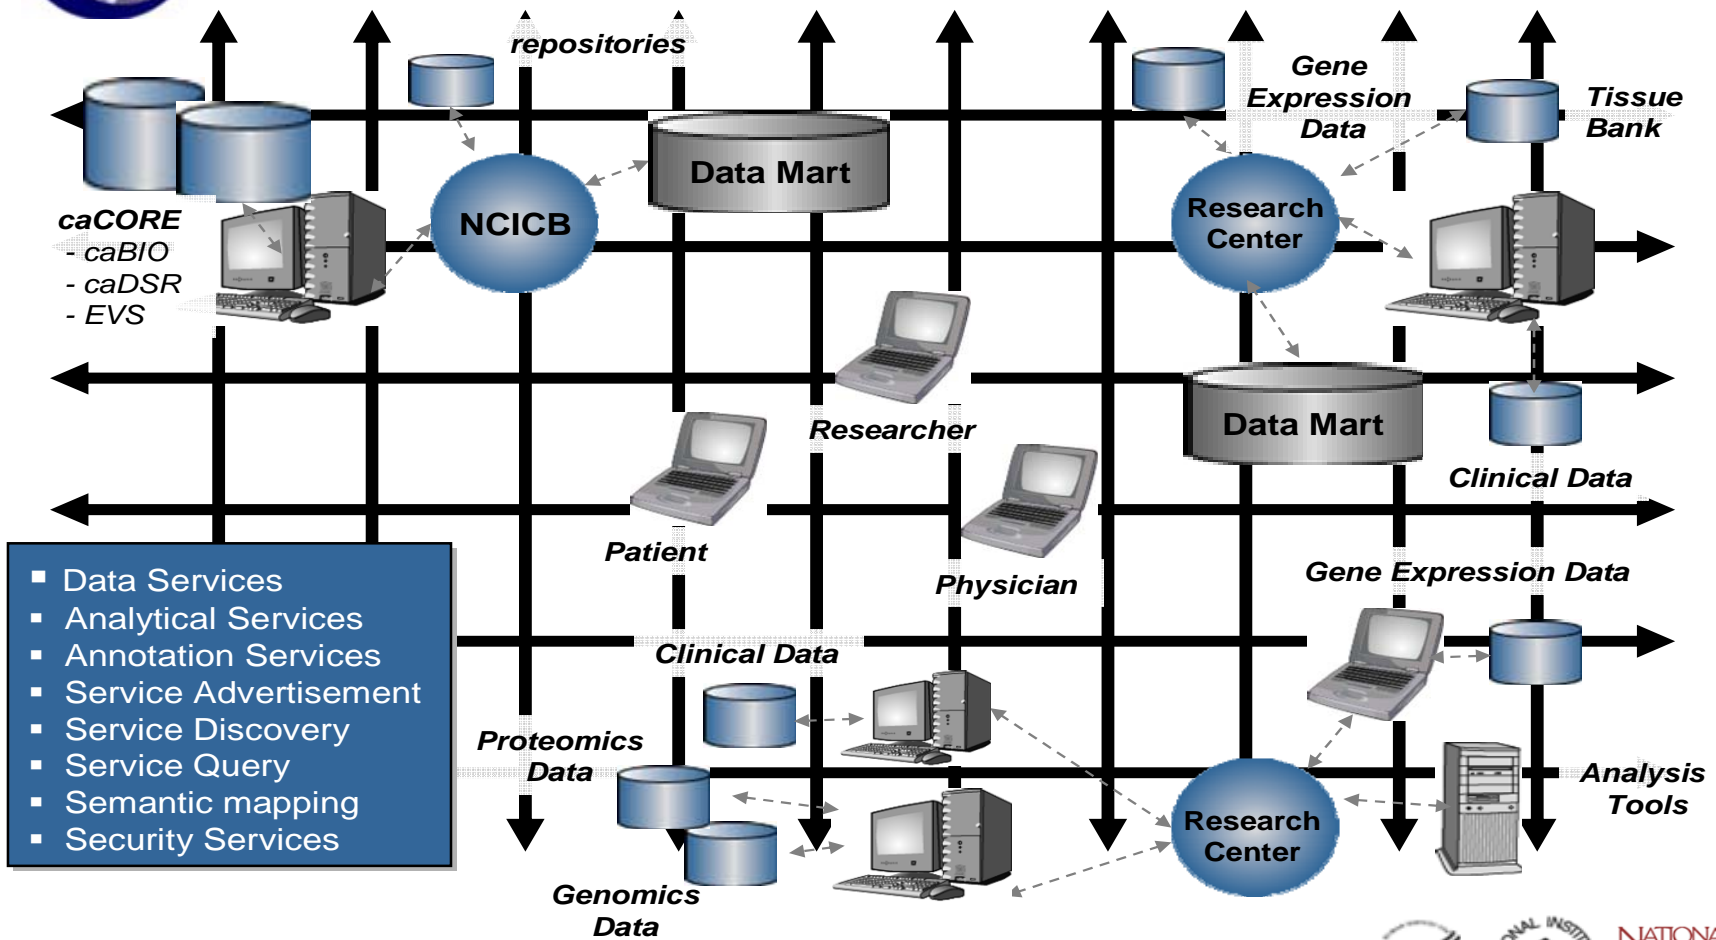 repositories
Gene
Expression
Data
Tissue
Bank
Data Mart
NCICB
Research
Center
caCORE
- caBIO
- caDSR
- EVS
Researcher
Data Mart
Clinical Data
Patient
Physician
Gene Expression Data
▪ Data Services
▪ Analytical Services
▪ Annotation Services
▪ Service Advertisement
▪ Service Discovery
▪ Service Query
▪ Semantic mapping
▪ Security Services
Clinical Data
Proteomics
Data
Genomics
Data
Research
Center
Analysis
Tools